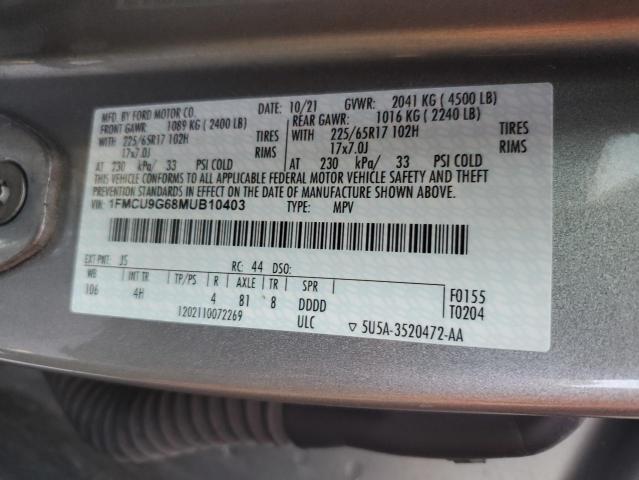 MFD. BY FORD MOTOR CO. DATE: 10/21 GVWR: 2041 KG ( 4500 LB)
FRONT GAWR: 1089 KG ( 2400 LB) REAR GAWR: 1016 KG ( 2240 LB)
WITH 225/65R17 102H TIRES WITH 225/65R17 102H TIRES
17x7.0J RIMS 17x7.0J RIMS
AT 230 kPa/ 33 PSI COLD AT 230 kPa/ 33 PSI COLD
THIS VEHICLE CONFORMS TO ALL APPLICABLE FEDERAL MOTOR VEHICLE SAFETY AND THEFT
PREVENTION STANDARDS IN EFFECT ON THE DATE OF MANUFACTURE SHOWN ABOVE.
VIN: 1FMCU9G68MUB10403 TYPE: MPV
EXT PNT: JS RC: 44 DSO:
WB INT TR TP/PS R AXLE TR SPR
106 4H 4 81 8 DDDD
F0155
T0204
1202110072269 ULC 5U5A-3520472-AA